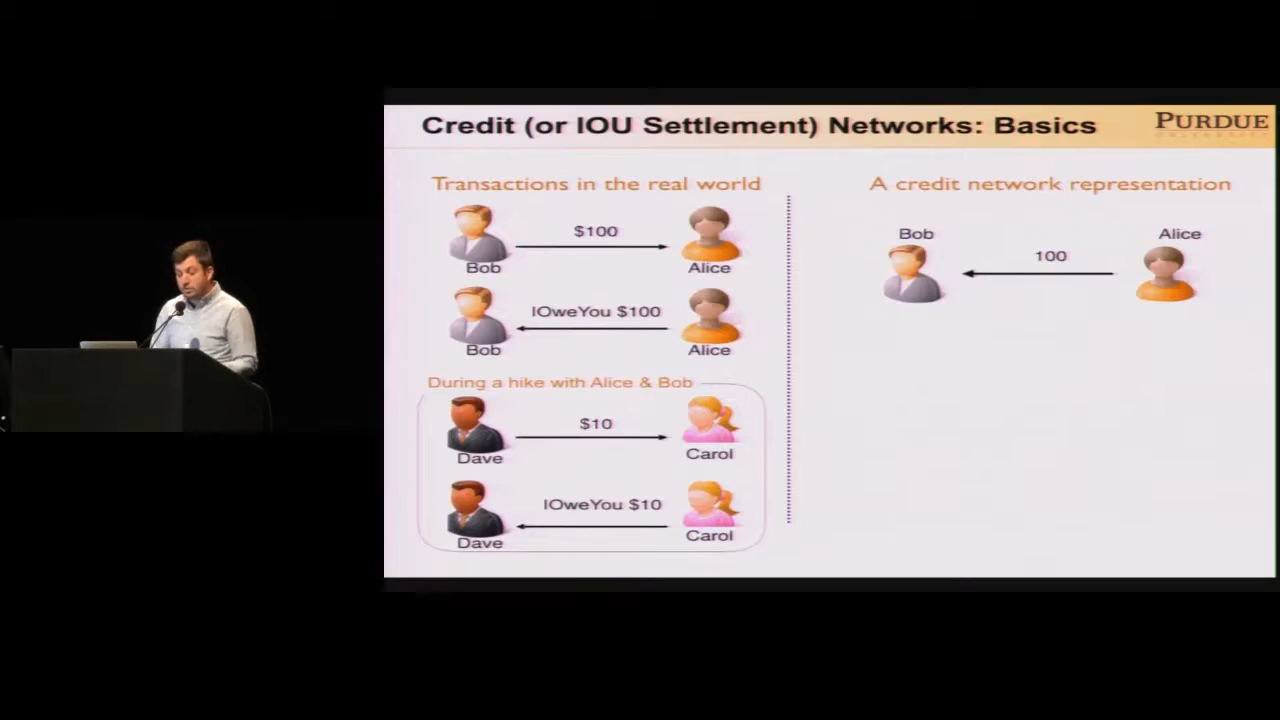 Credit (or IOU Settlement) Networks: Basics
PURDUE
UNIVERSITY
Transactions in the real world
$100
Bob
Alice
IOweYou $100
Bob
Alice
During a hike with Alice & Bob
$10
Dave
Carol
IOweYou $10
Dave
Carol
A credit network representation
Bob
Alice
100